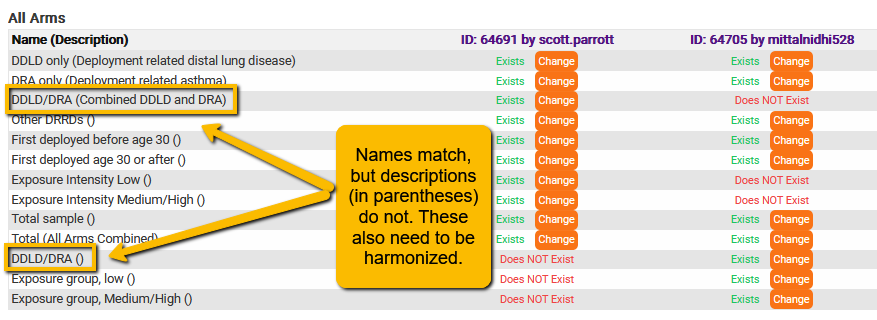 All Arms
Name (Description) ID: 64691 by scott.parrott ID: 64705 by mittalnidhi528
DDLD only (Deployment related distal lung disease) Exists Change Exists Change
DRA only (Deployment related asthma) Exists Change Exists Change
DDLD/DRA (Combined DDLD and DRA) Exists Change Does NOT Exist
Other DRRDs () Exists Change Exists Change
First deployed before age 30 () Exists Change Exists Change
First deployed age 30 or after () Exists Change Exists Change
Exposure Intensity Low () Exists Change Does NOT Exist
Exposure Intensity Medium/High () Exists Change Does NOT Exist
Total sample () Exists Change Exists Change
Total (All Arms Combined) Exists Change Exists Change
DDLD/DRA () Does NOT Exist Exists Change
Exposure group, low () Does NOT Exist Exists Change
Exposure group, Medium/High () Does NOT Exist Exists Change
Names match,
but descriptions
(in parentheses)
do not. These
also need to be
harmonized.